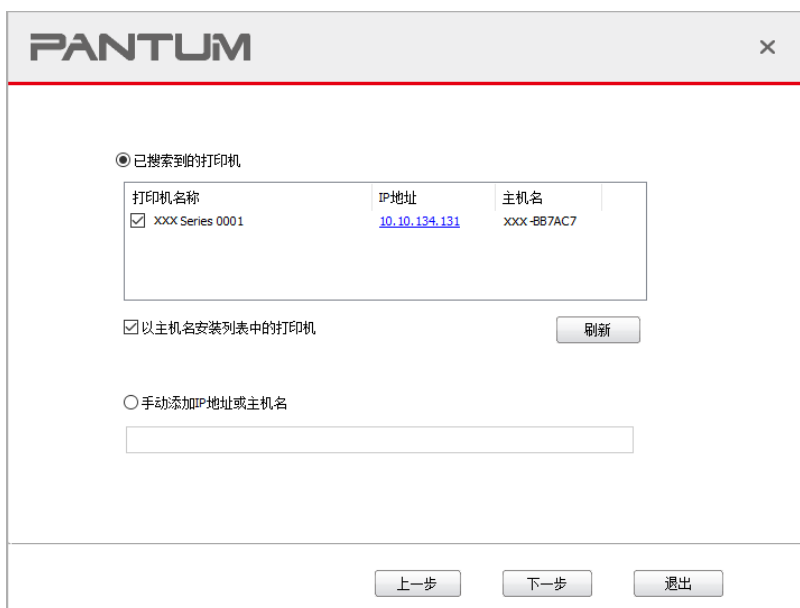 PANTUM
已搜索到的打印机
打印机名称 IP地址 主机名
XXX Series 0001 10.10.134.131 XXX-BB7AC7
以主机名安装列表中的打印机 刷新
手动添加IP地址或主机名
上一步 下一步 退出